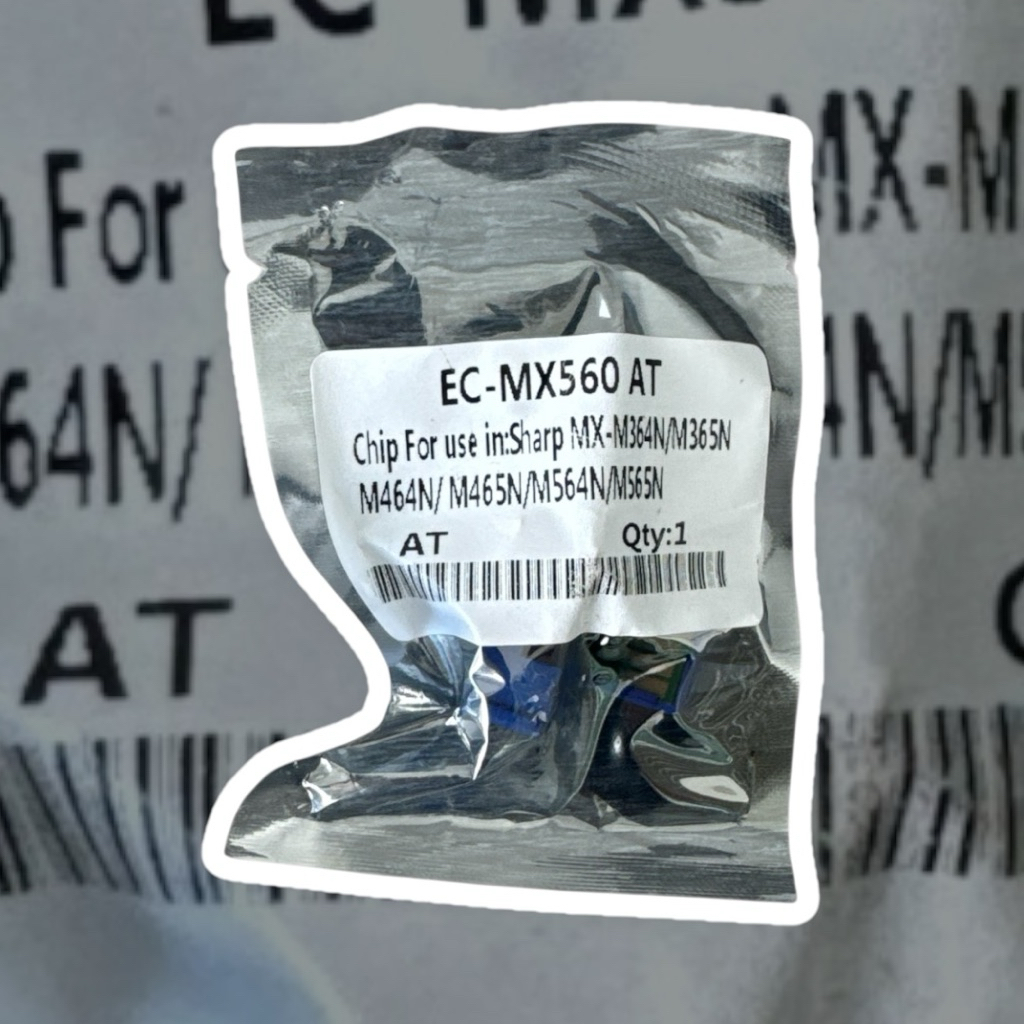 EC-MX560 AT
Chip For use in:Sharp MX-M364N/M365N
M464N/ M465N/M564N/M565N
AT Qty:1